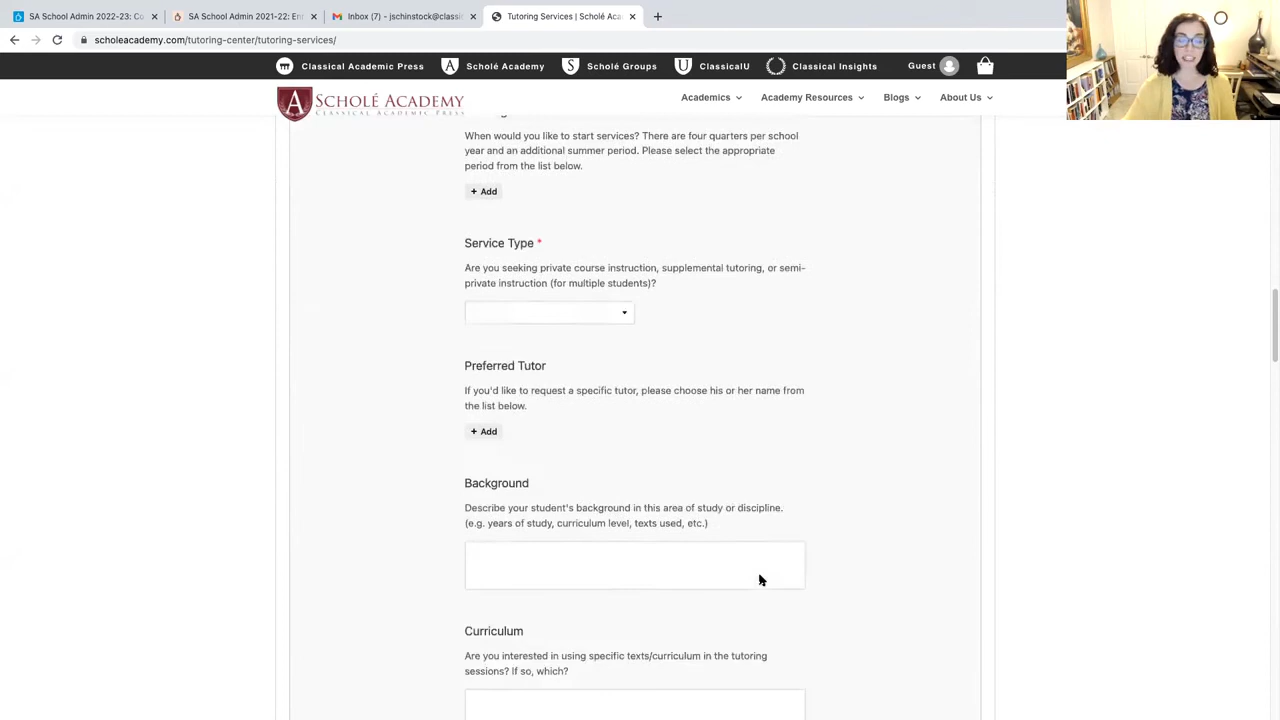 SA School Admin 2022-23: Co
SA School Admin 2021-22: Enr
Inbox (7) - jschinstock@classic
Tutoring Services | Scholé Aca
scholeacademy.com/tutoring-center/tutoring-services/
Classical Academic Press
Scholé Academy
Scholé Groups
ClassicalU
Classical Insights
Guest
SCHOLÉ ACADEMY
CLASSICAL ACADEMIC PRESS
Academics
Academy Resources
Blogs
About Us
When would you like to start services? There are four quarters per school
year and an additional summer period. Please select the appropriate
period from the list below.
+ Add
Service Type *
Are you seeking private course instruction, supplemental tutoring, or semi-
private instruction (for multiple students)?
Preferred Tutor
If you'd like to request a specific tutor, please choose his or her name from
the list below.
+ Add
Background
Describe your student's background in this area of study or discipline.
(e.g. years of study, curriculum level, texts used, etc.)
Curriculum
Are you interested in using specific texts/curriculum in the tutoring
sessions? If so, which?